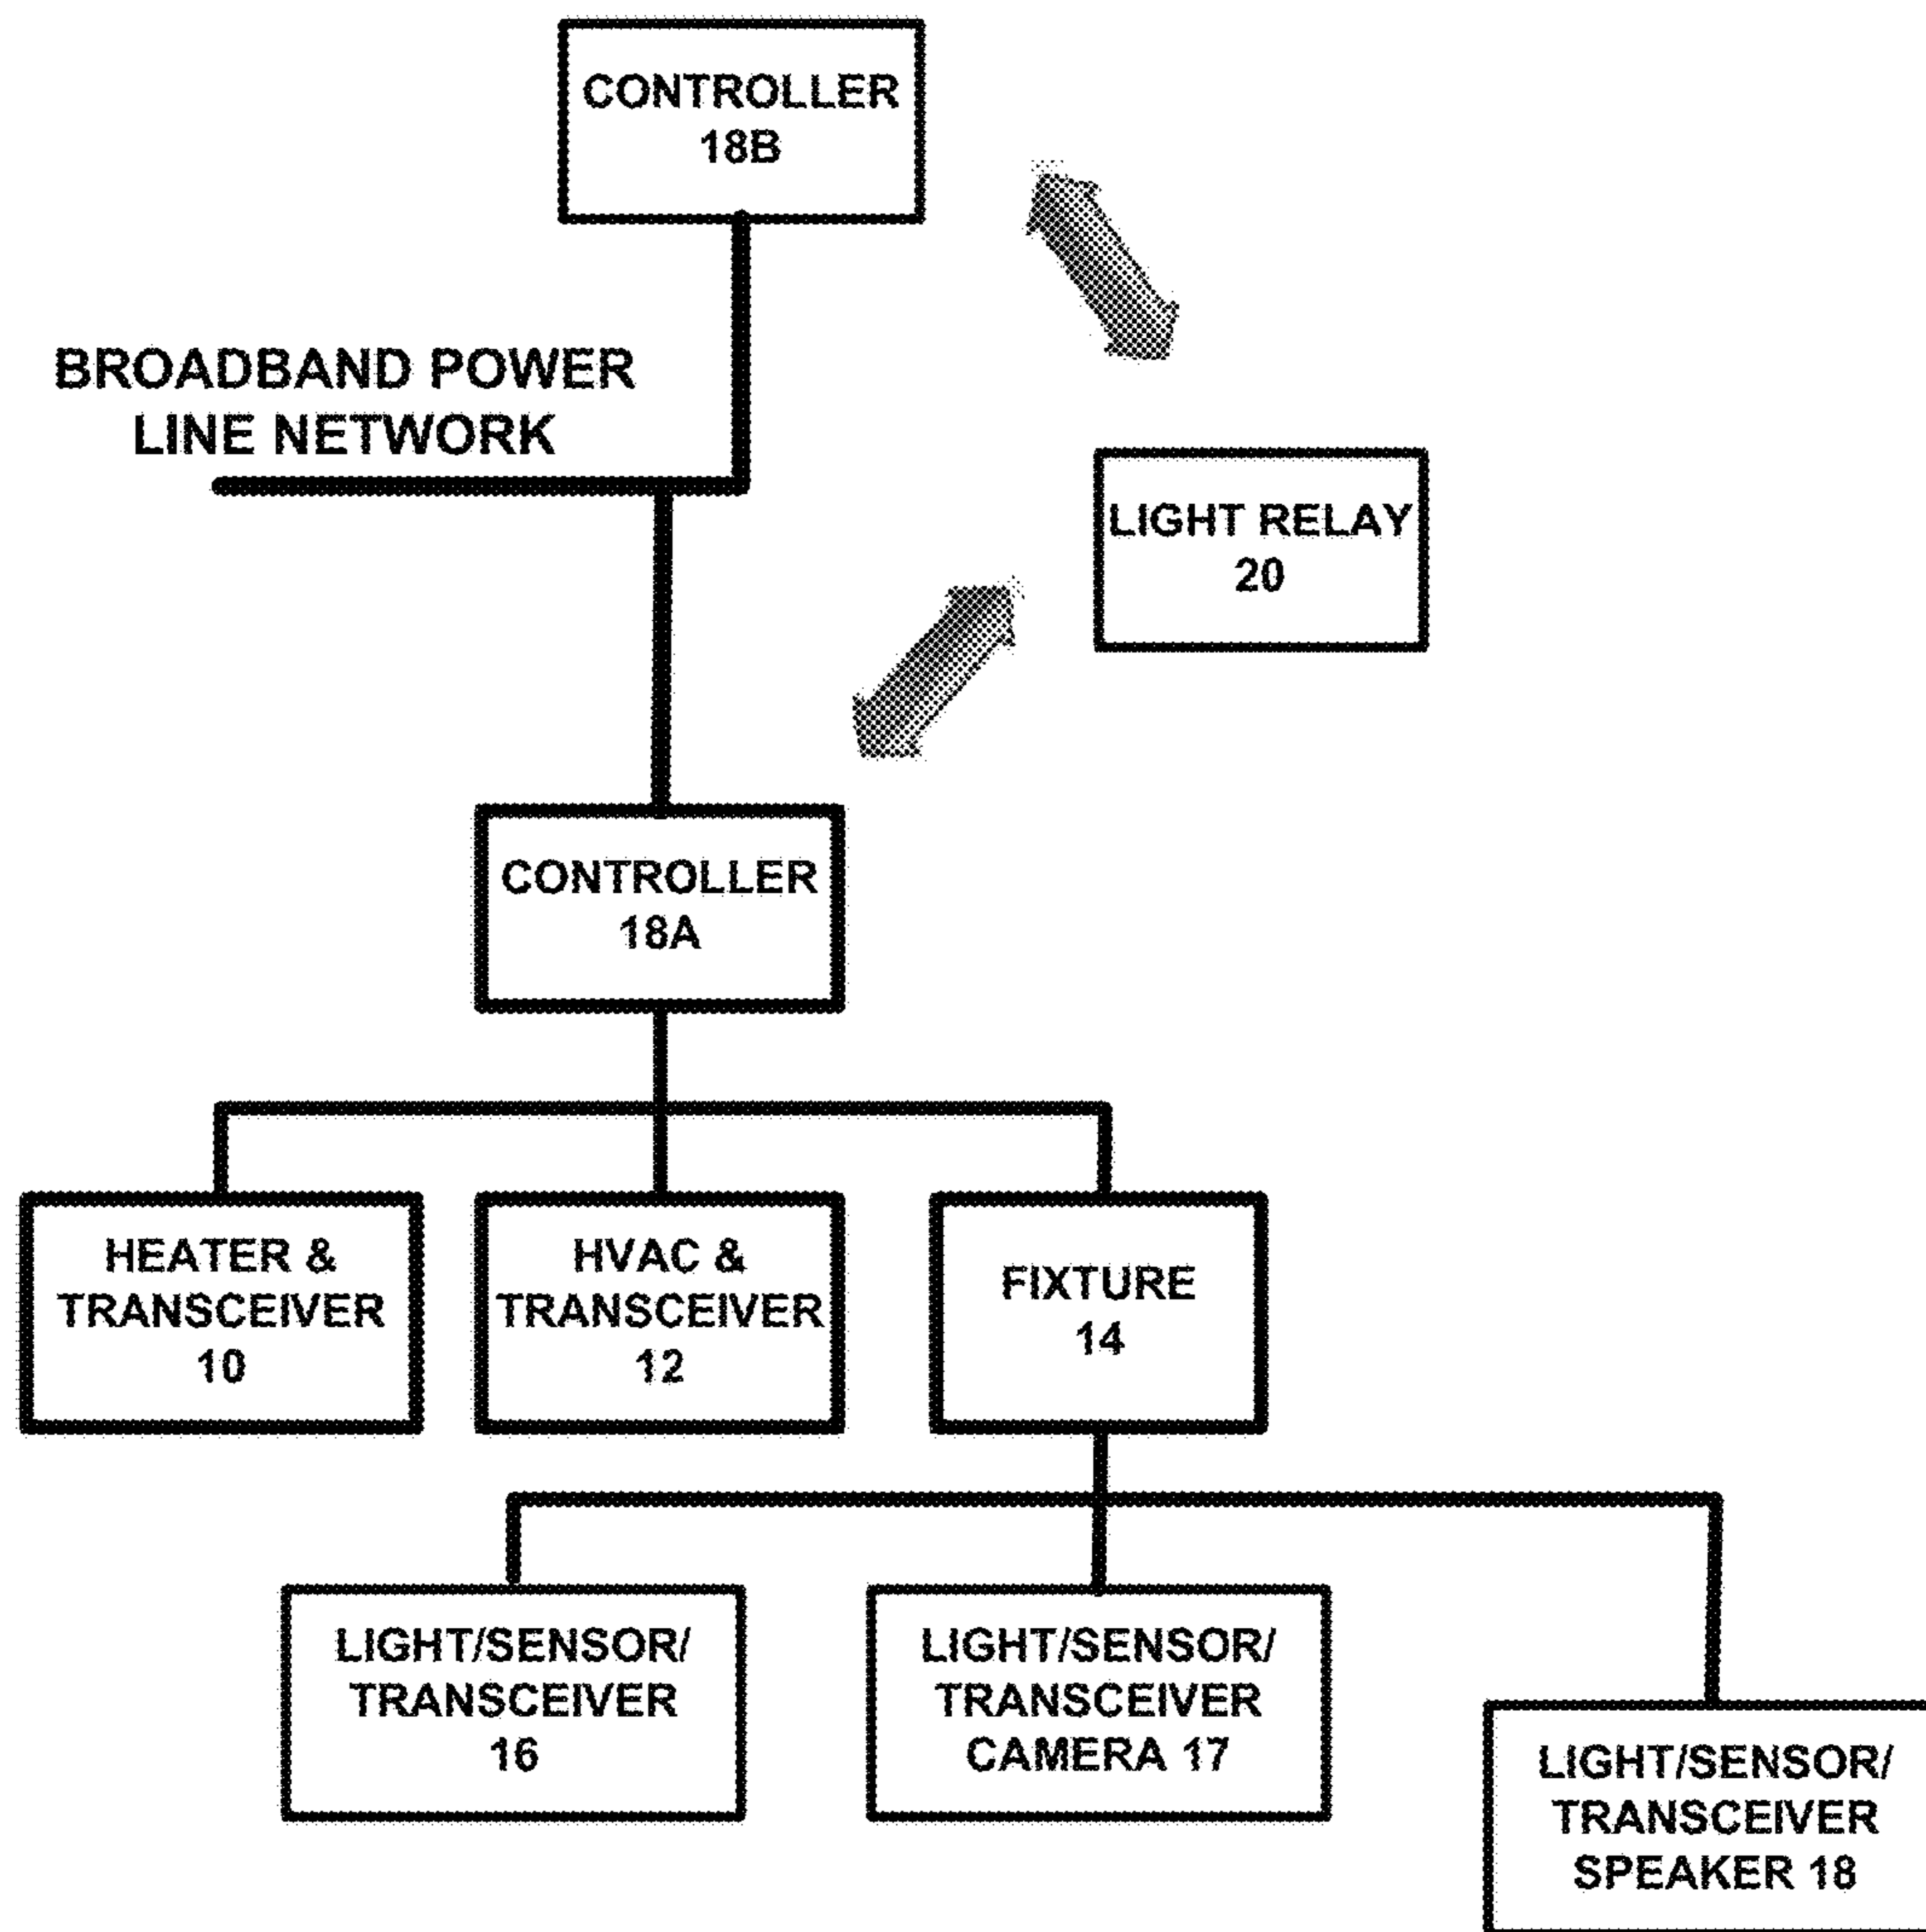 CONTROLLER
18B
BROADBAND POWER
LINE NETWORK
LIGHT RELAY
20
CONTROLLER
18A
HEATER &
TRANSCEIVER
10
HVAC &
TRANSCEIVER
12
FIXTURE
14
LIGHT/SENSOR/
TRANSCEIVER
16
LIGHT/SENSOR/
TRANSCEIVER
CAMERA 17
LIGHT/SENSOR/
TRANSCEIVER
SPEAKER 18